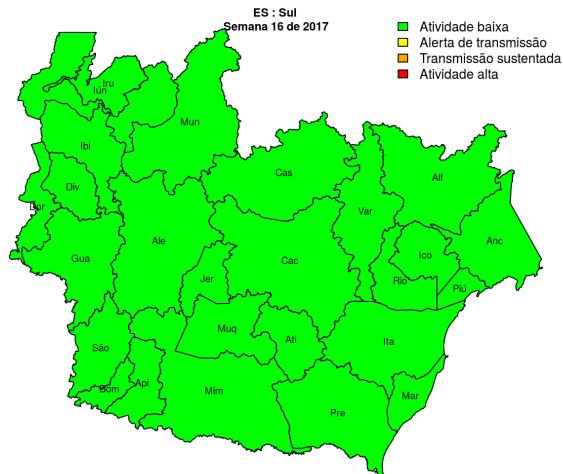 ES : Sul
Semana 16 de 2017
Atividade baixa
Alerta de transmissão
Transmissão sustentada
Atividade alta
Iru
Iún
Mun
Ibi
Cas
Alf
Div
Dor
Var
Ale
Anc
Ico
Gua
Cac
Jer
Rio
Piú
Muq
Ati
Ita
São
Api
Bom
Mim
Mar
Pre